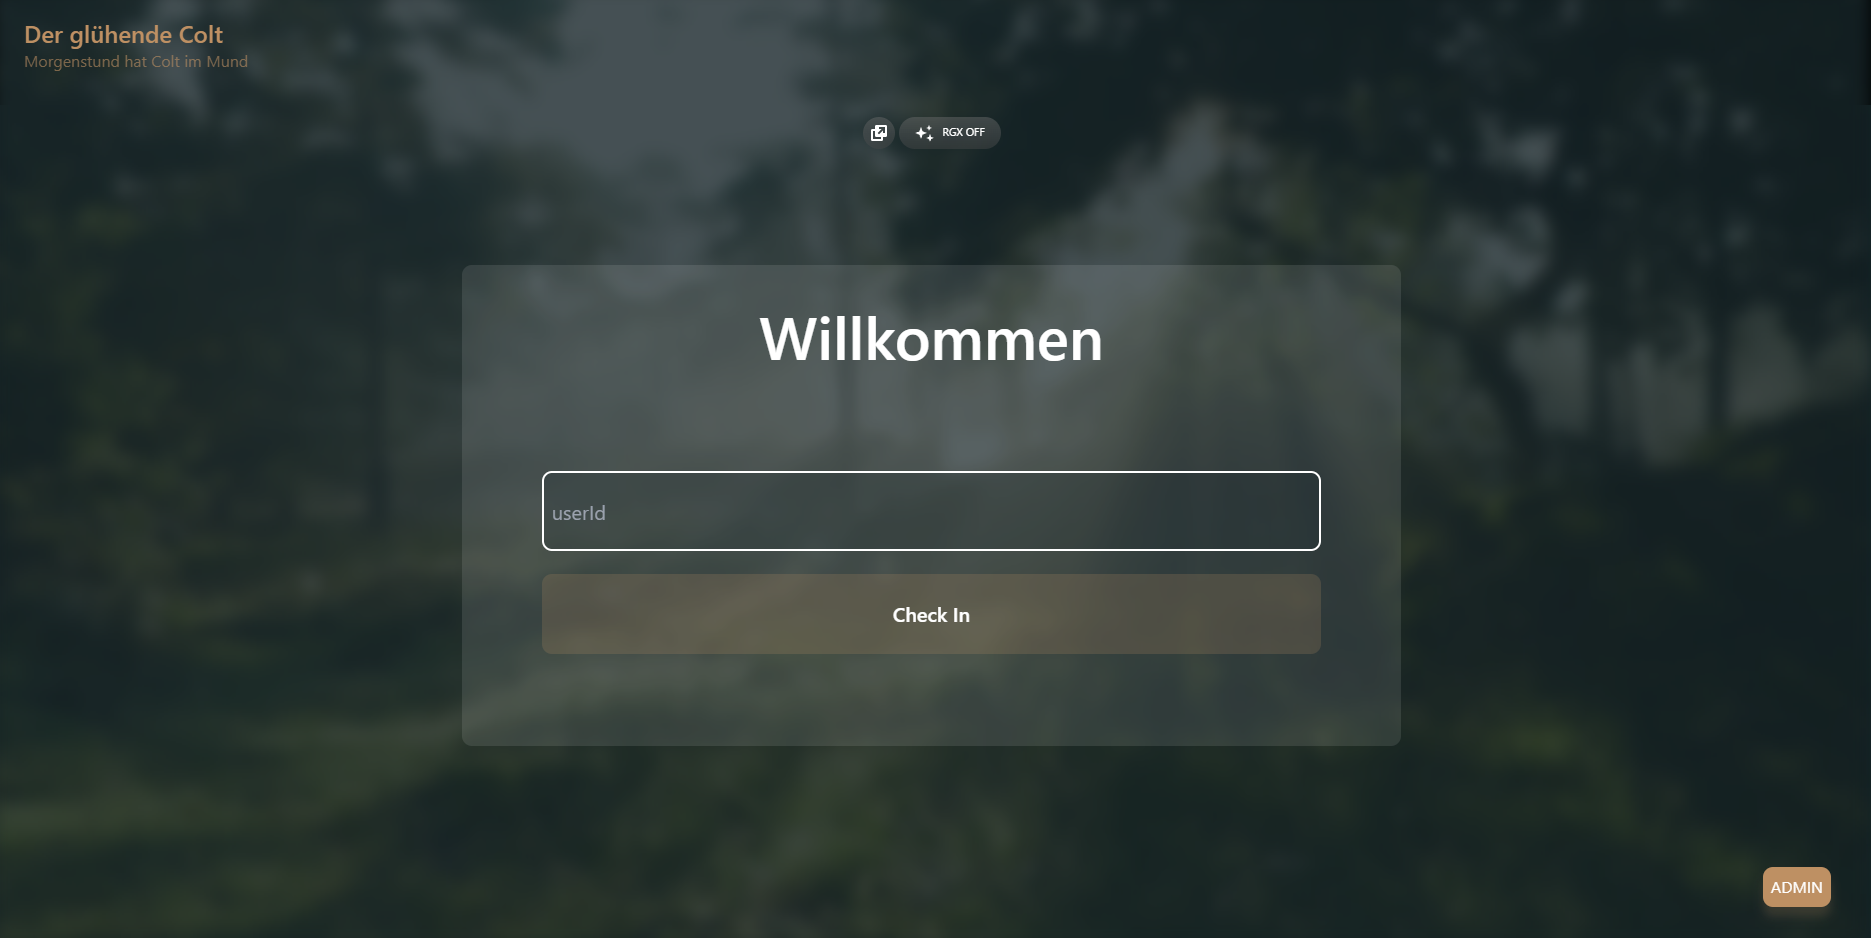 Der glühende Colt
Morgenstund hat Colt im Mund
RGX OFF
Willkommen
userId
Check In
ADMIN